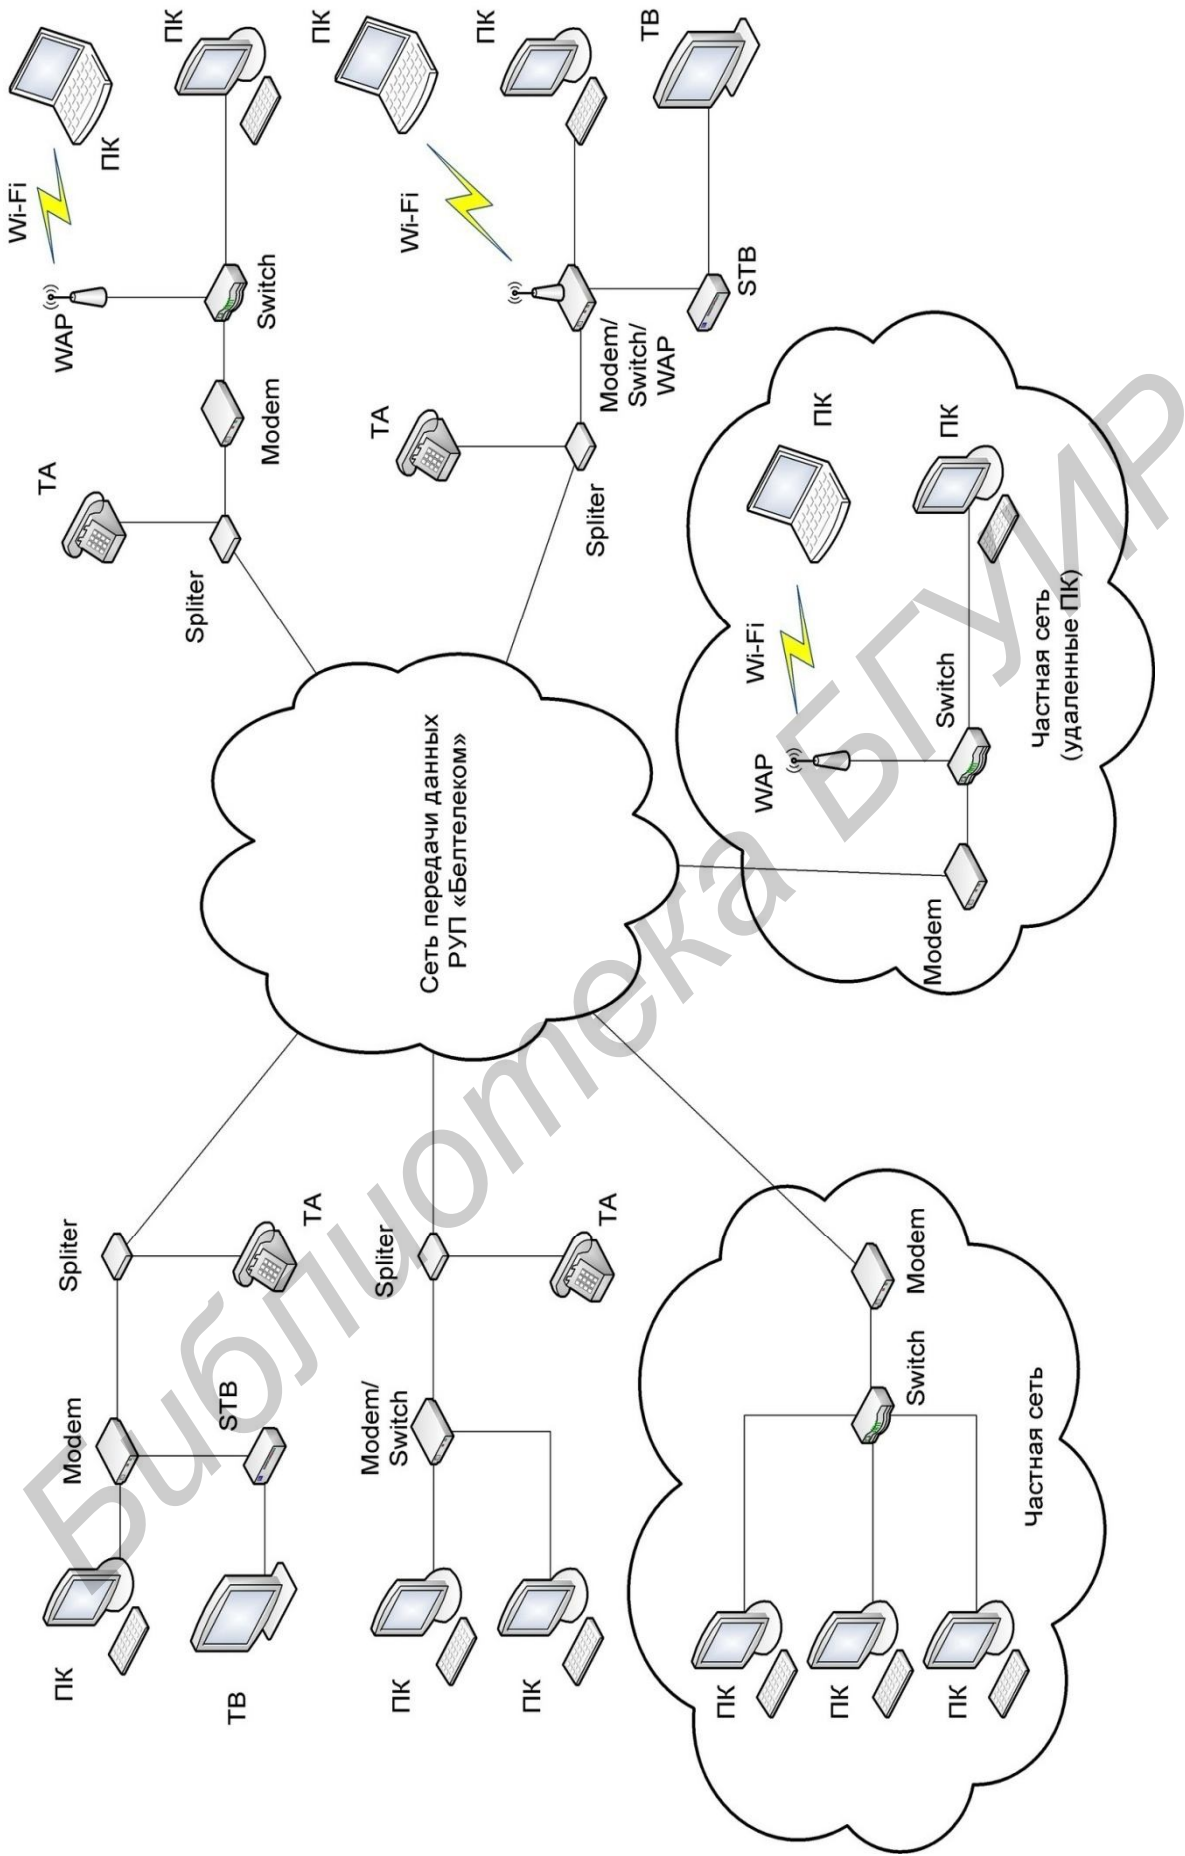 ПК
Modem
Spliter
ТВ
STB
ТА
ПК
Modem/
Switch
Spliter
ПК
ТА
ПК
ПК
ПК
Switch
Modem
Частная сеть
Сеть передачи данных
РУП «Белтелеком»
Spliter
ТА
Modem
WAP
Switch
Wi-Fi
ПК
ПК
Spliter
ТА
Modem/
Switch/
WAP
Wi-Fi
ПК
ПК
STB
ТВ
Modem
WAP
Switch
Wi-Fi
ПК
ПК
Частная сеть
(удаленные ПК)
Библиотека БГУИР